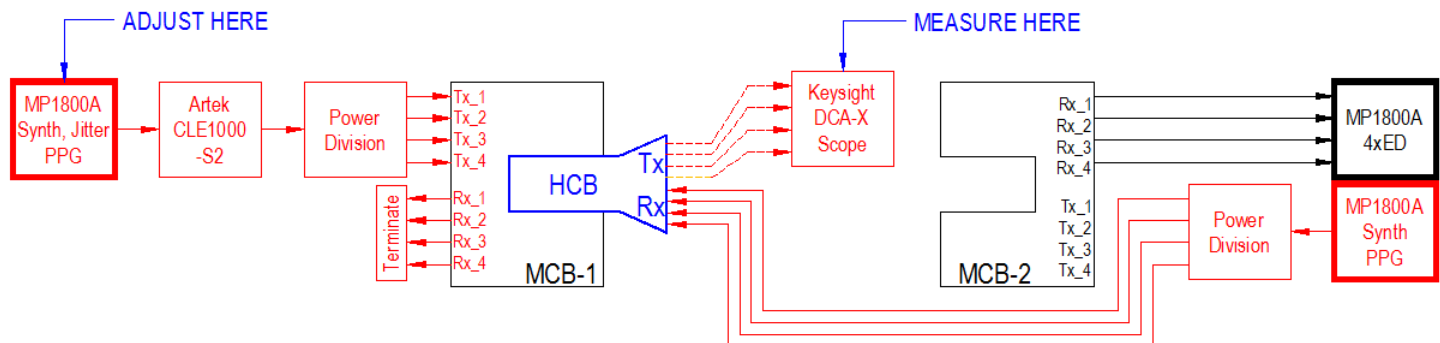 ADJUST HERE
MEASURE HERE
MP1800A
Synth, Jitter
PPG
Artek
CLE1000
-S2
Power
Division
Tx_1
Tx_2
Tx_3
Tx_4
Rx_1
Rx_2
Rx_3
Rx_4
Terminate
MCB-1
HCB
Tx
Rx
Keysight
DCA-X
Scope
Rx_1
Rx_2
Rx_3
Rx_4
Tx_1
Tx_2
Tx_3
Tx_4
MCB-2
MP1800A
4xED
Power
Division
MP1800A
Synth
PPG